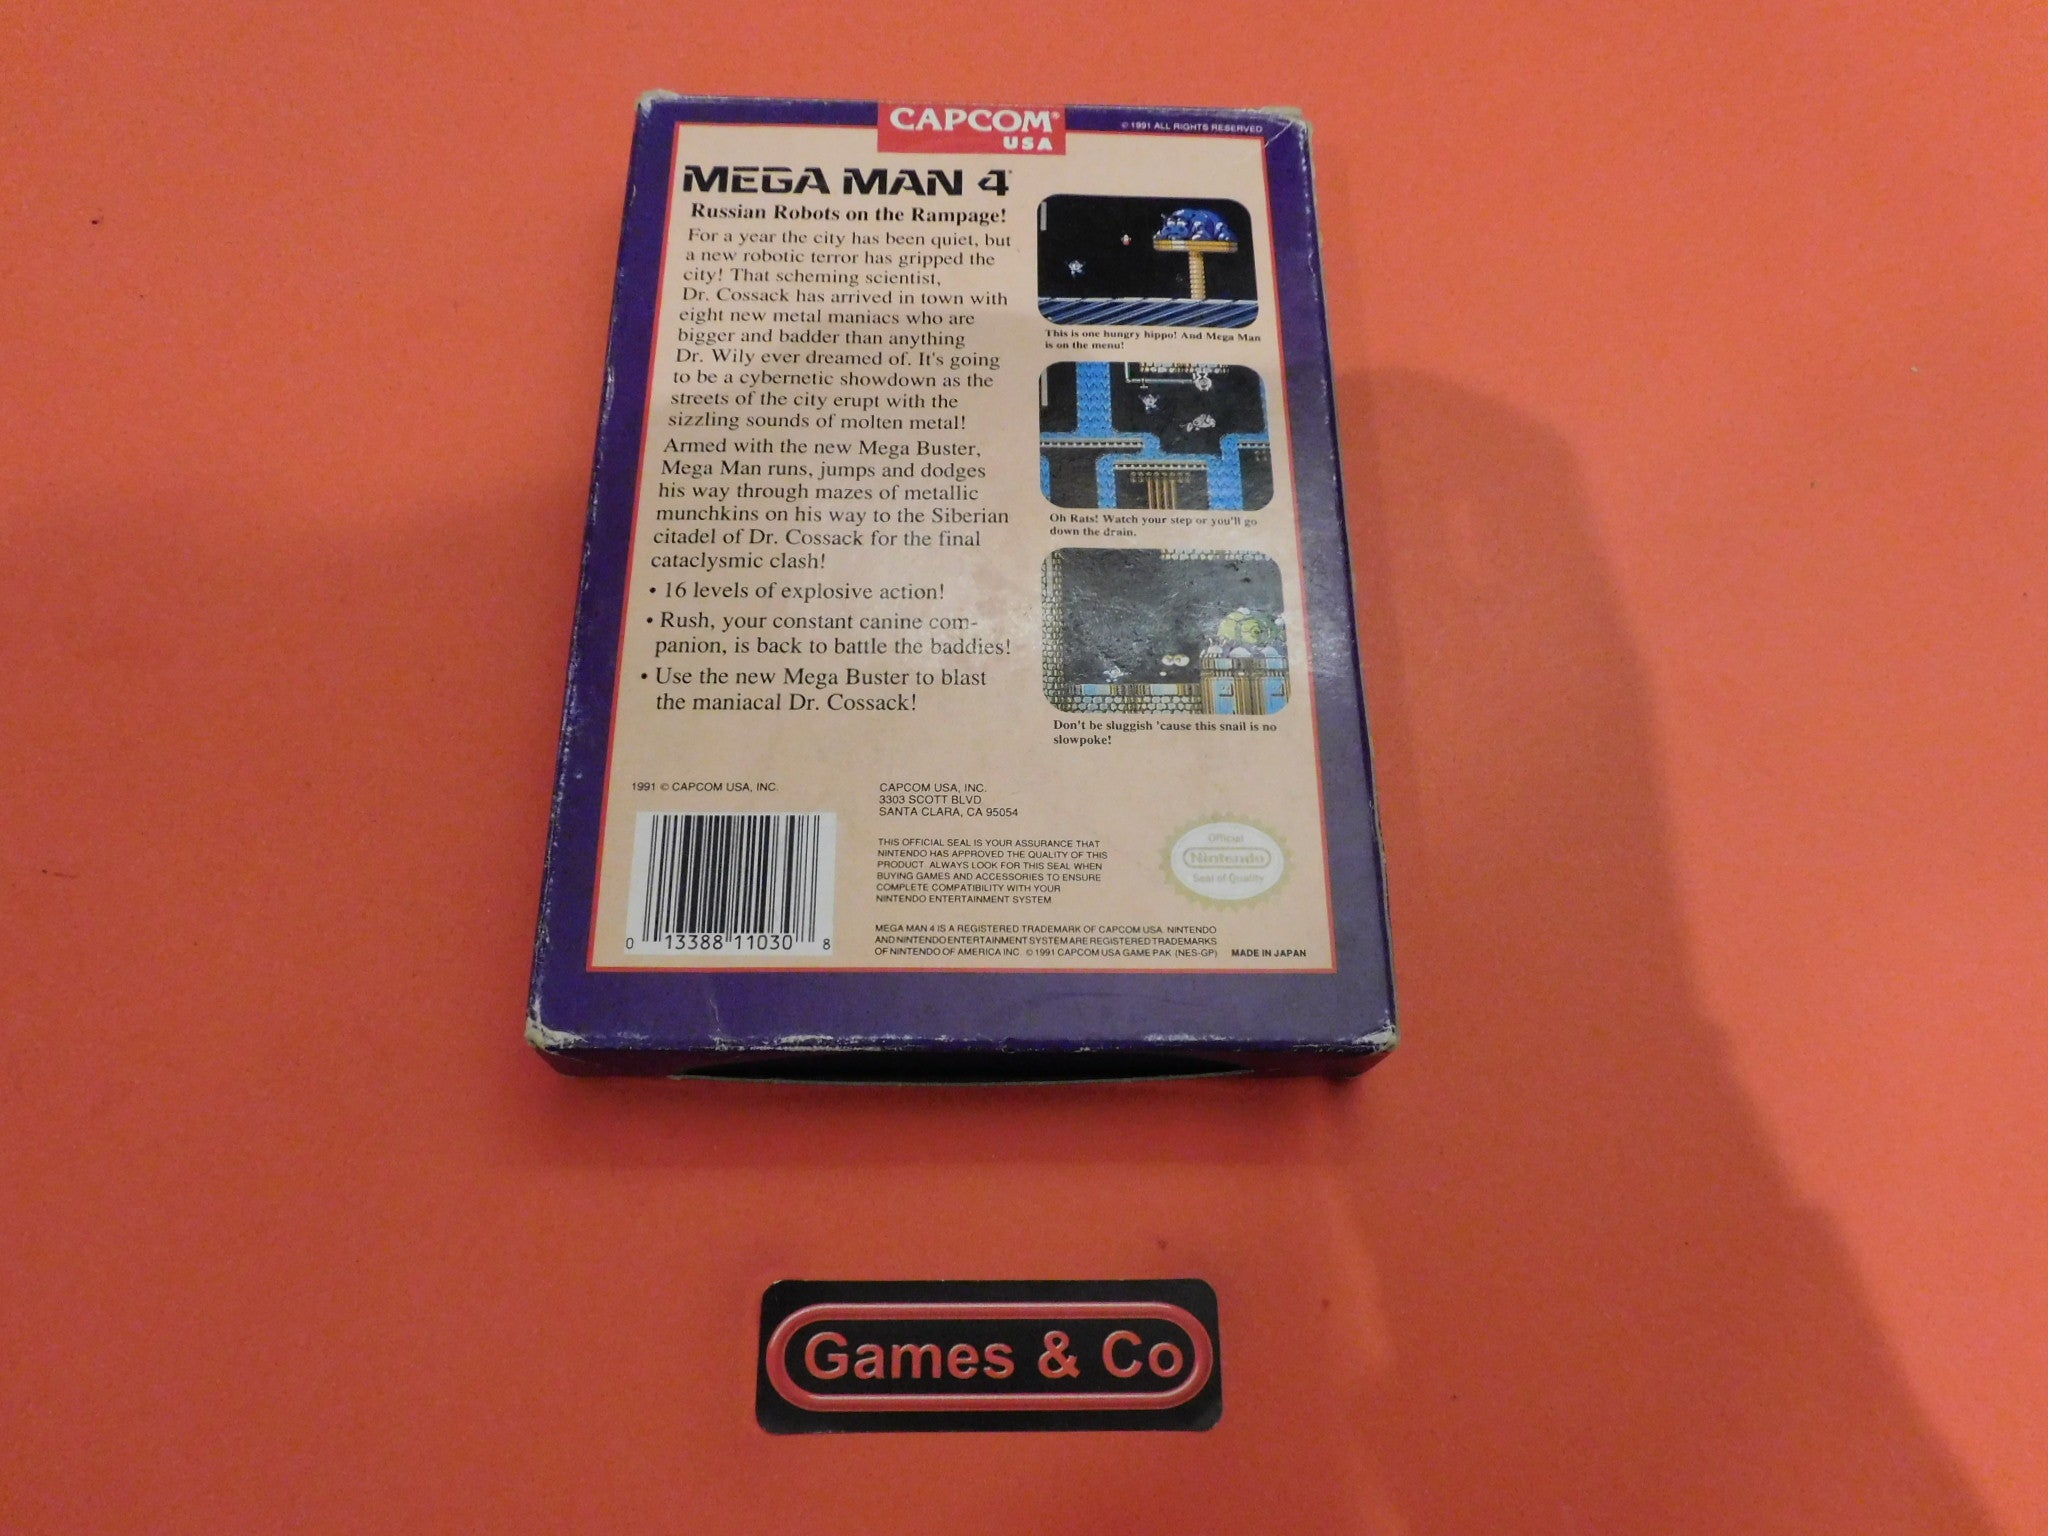 CAPCOM®
USA
© 1991 ALL RIGHTS RESERVED
MEGA MAN 4
Russian Robots on the Rampage!
For a year the city has been quiet, but
a new robotic terror has gripped the
city! That scheming scientist,
Dr. Cossack has arrived in town with
eight new metal maniacs who are
bigger and badder than anything
Dr. Wily ever dreamed of. It's going
to be a cybernetic showdown as the
streets of the city erupt with the
sizzling sounds of molten metal!
Armed with the new Mega Buster,
Mega Man runs, jumps and dodges
his way through mazes of metallic
munchkins on his way to the Siberian
citadel of Dr. Cossack for the final
cataclysmic clash!
• 16 levels of explosive action!
• Rush, your constant canine com-
panion, is back to battle the baddies!
• Use the new Mega Buster to blast
the maniacal Dr. Cossack!
This is one hungry hippo! And Mega Man
is on the menu!
Oh Rats! Watch your step or you'll go
down the drain.
Don't be sluggish 'cause this snail is no
slowpoke!
1991 © CAPCOM USA, INC.
0 13388 11030 8
CAPCOM USA, INC.
3303 SCOTT BLVD
SANTA CLARA, CA 95054
THIS OFFICIAL SEAL IS YOUR ASSURANCE THAT
NINTENDO HAS APPROVED THE QUALITY OF THIS
PRODUCT. ALWAYS LOOK FOR THIS SEAL WHEN
BUYING GAMES AND ACCESSORIES TO ENSURE
COMPLETE COMPATIBILITY WITH YOUR
NINTENDO ENTERTAINMENT SYSTEM
Official
Nintendo
Seal of Quality
MEGA MAN 4 IS A REGISTERED TRADEMARK OF CAPCOM USA. NINTENDO
AND NINTENDO ENTERTAINMENT SYSTEM ARE REGISTERED TRADEMARKS
OF NINTENDO OF AMERICA INC. © 1991 CAPCOM USA GAME PAK (NES-GP) MADE IN JAPAN
Games & Co